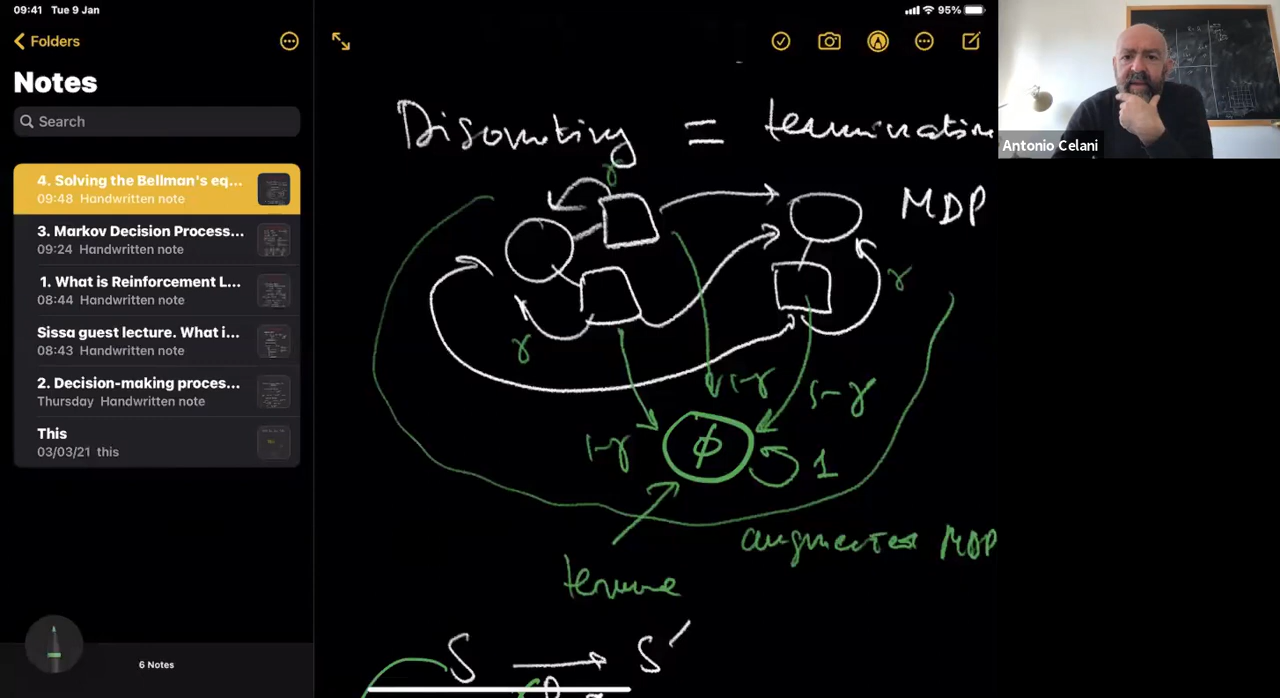 09:41 Tue 9 Jan
95%
Folders
Notes
Search
4. Solving the Bellman's eq...
09:48 Handwritten note
3. Markov Decision Process...
09:24 Handwritten note
1. What is Reinforcement L...
08:44 Handwritten note
Sissa guest lecture. What i...
08:43 Handwritten note
2. Decision-making proces...
Thursday Handwritten note
This
03/03/21 this
6 Notes
Discounting = termination
MDP
γ
γ
γ
1-γ
1-γ
1-γ
ϕ
1
augmented MDP
S → S'
Antonio Celani